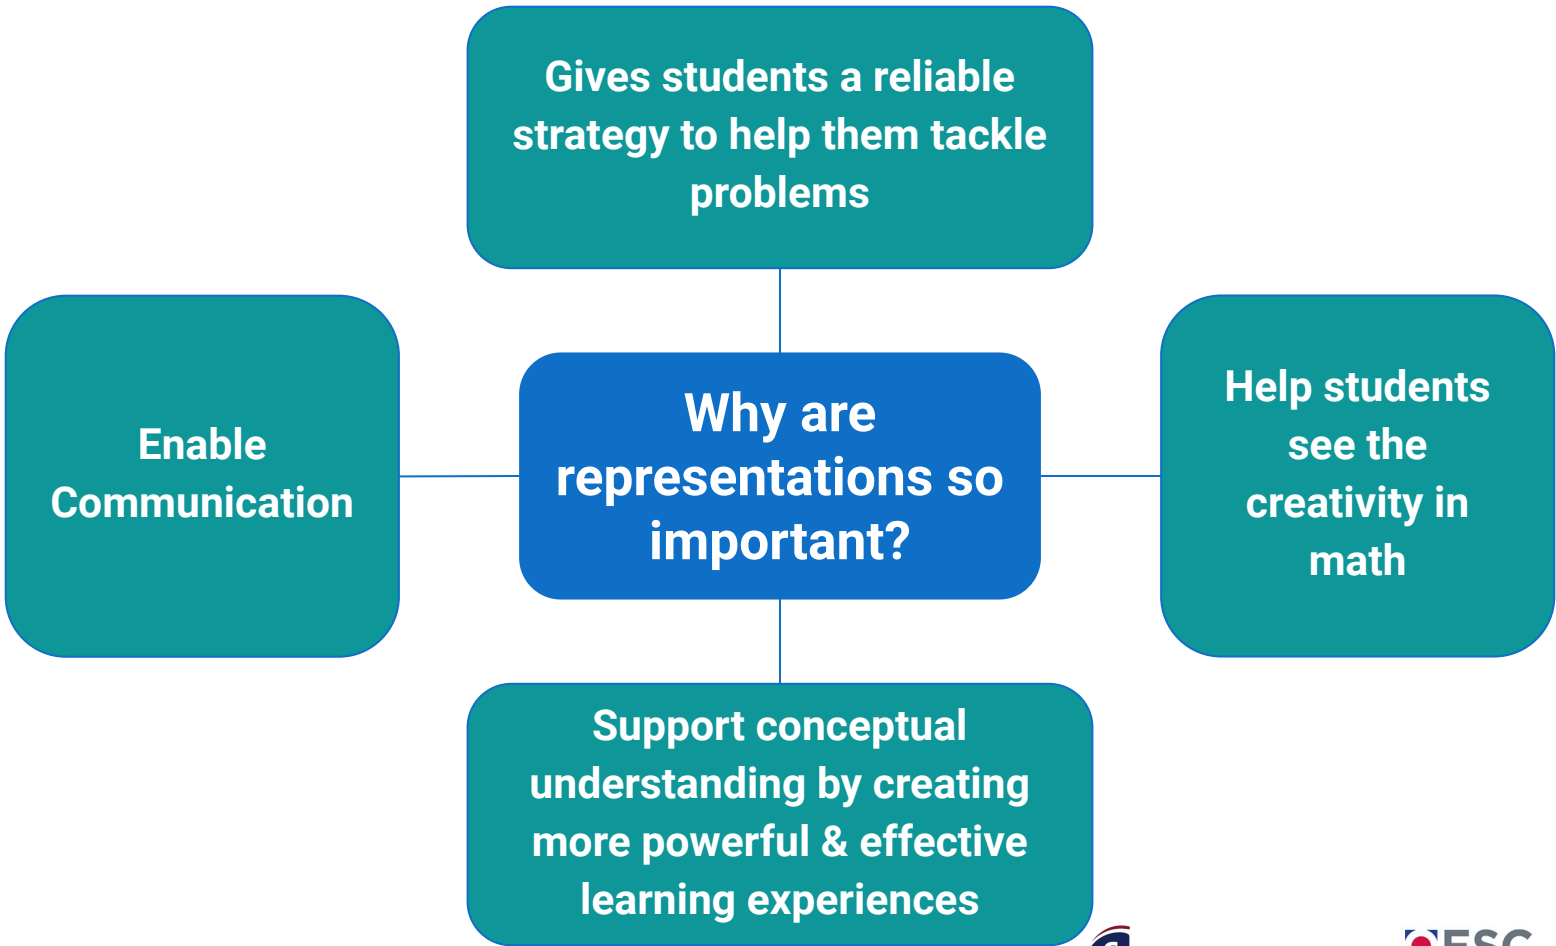 Gives students a reliable
strategy to help them tackle
problems
Enable
Communication
Why are
representations so
important?
Help students
see the
creativity in
math
Support conceptual
understanding by creating
more powerful & effective
learning experiences
ESC